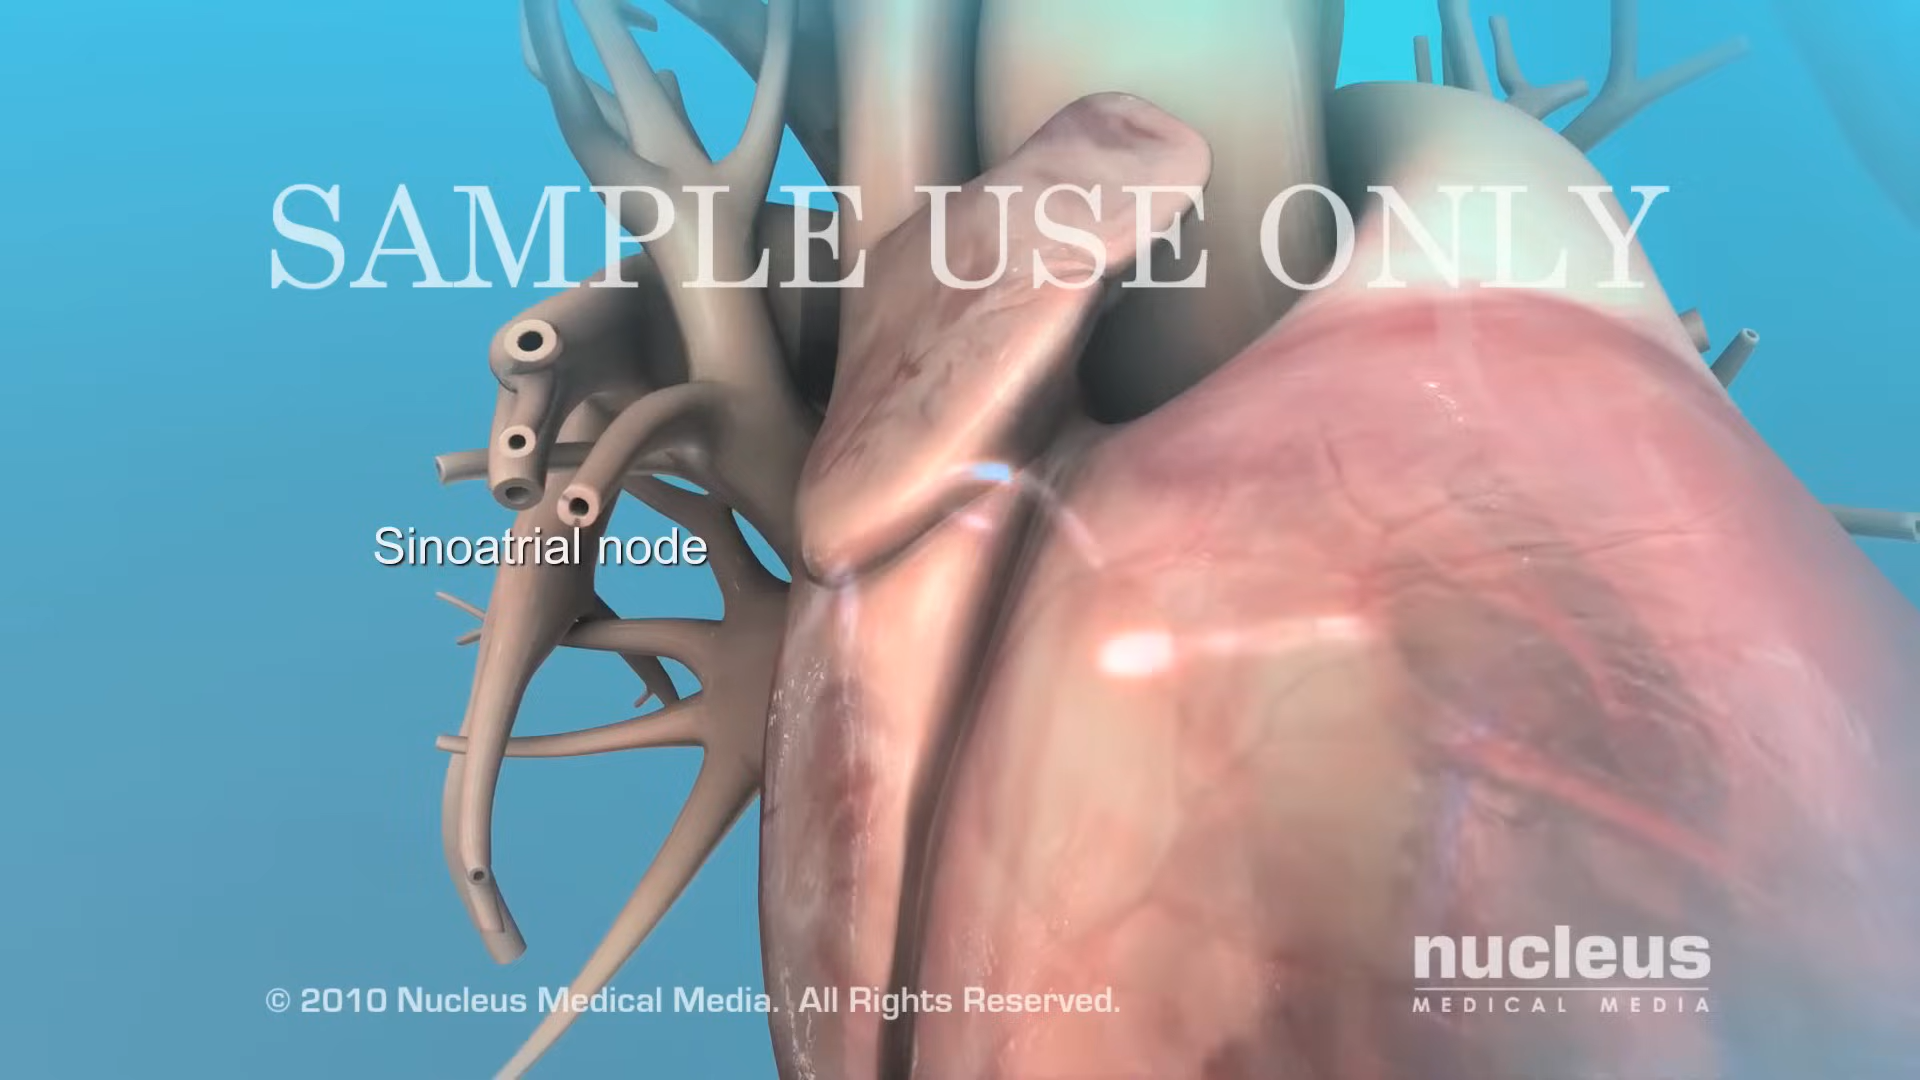 SAMPLE USE ONLY
Sinoatrial node
© 2010 Nucleus Medical Media. All Rights Reserved.
nucleus
MEDICAL MEDIA